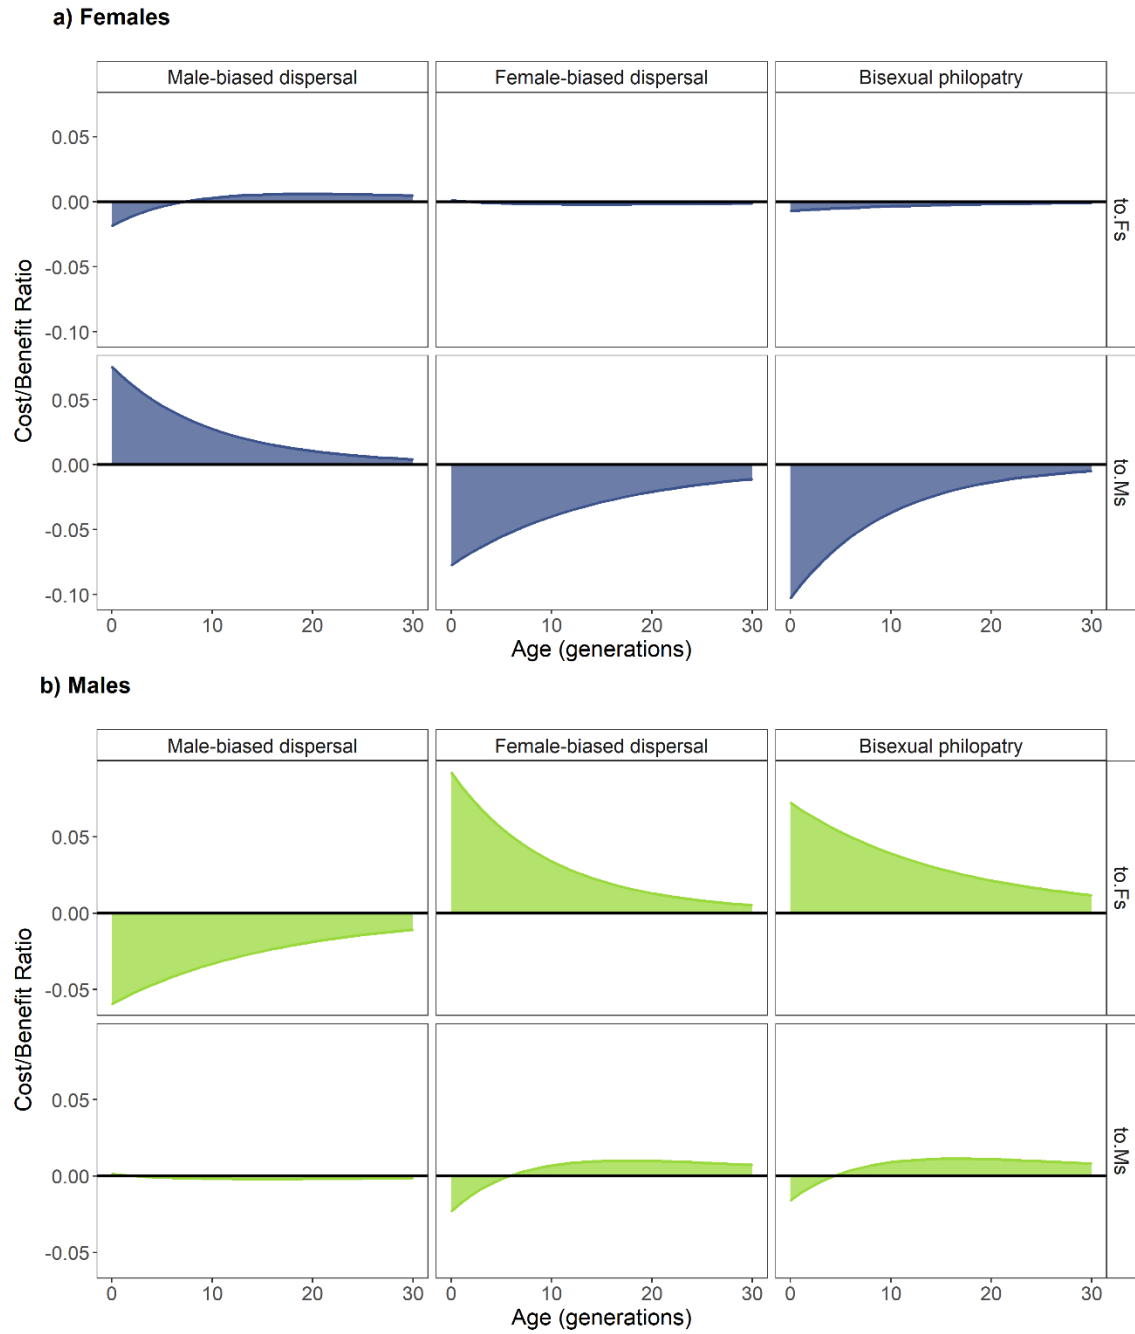 a) Females
Male-biased dispersal
Female-biased dispersal
Bisexual philopatry
0.05
0.00
-0.05
-0.10
to.Fs
Cost/Benefit Ratio
0.05
0.00
-0.05
-0.10
to.Ms
0 10 20 30
0 10 20 30
0 10 20 30
Age (generations)
b) Males
Male-biased dispersal
Female-biased dispersal
Bisexual philopatry
0.05
0.00
-0.05
to.Fs
Cost/Benefit Ratio
0.05
0.00
-0.05
to.Ms
0 10 20 30
0 10 20 30
0 10 20 30
Age (generations)